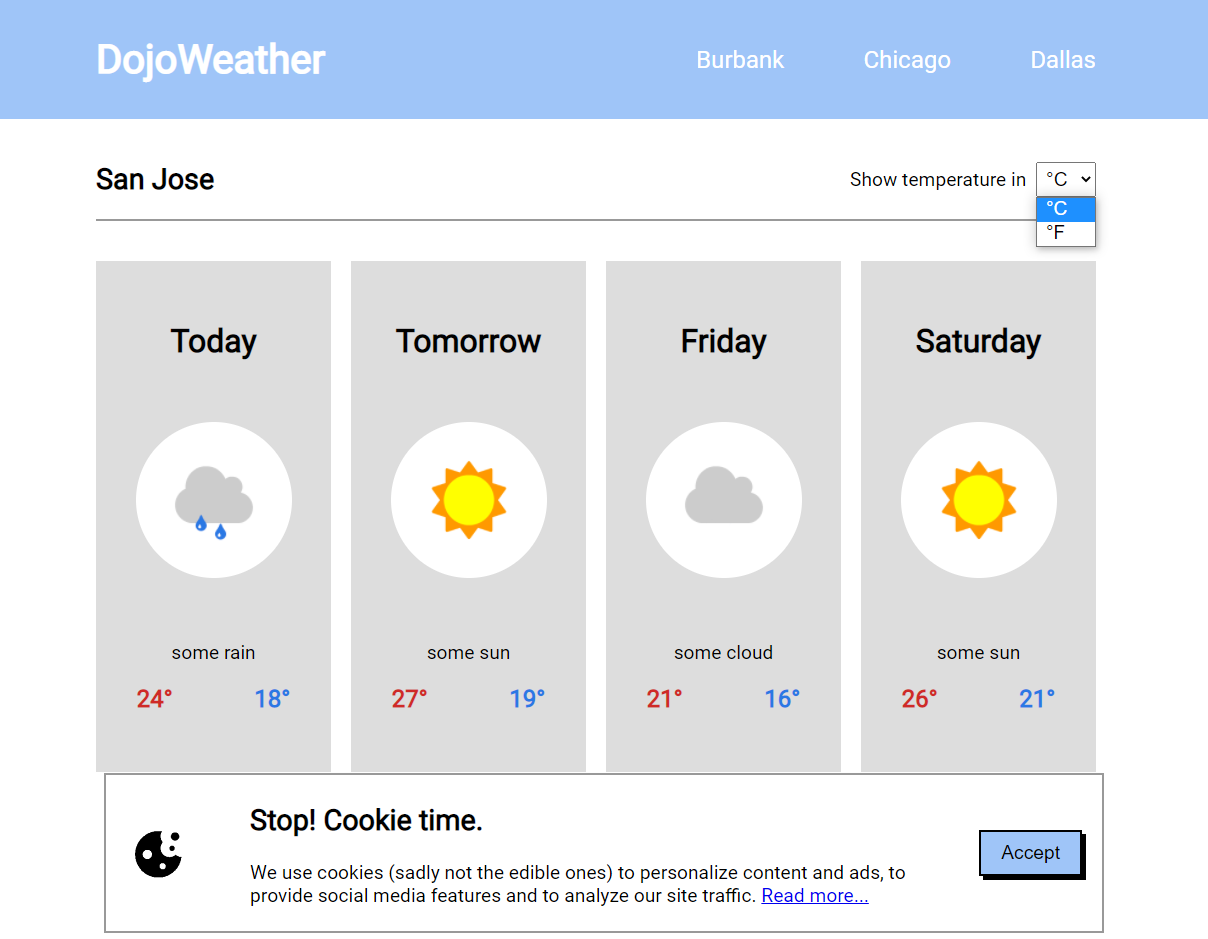 DojoWeather
Burbank
Chicago
Dallas
San Jose
Show temperature in
°C
°C
°F
Today
Tomorrow
Friday
Saturday
some rain
some sun
some cloud
some sun
24°
18°
27°
19°
21°
16°
26°
21°
Stop! Cookie time.
We use cookies (sadly not the edible ones) to personalize content and ads, to
provide social media features and to analyze our site traffic. Read more...
Accept